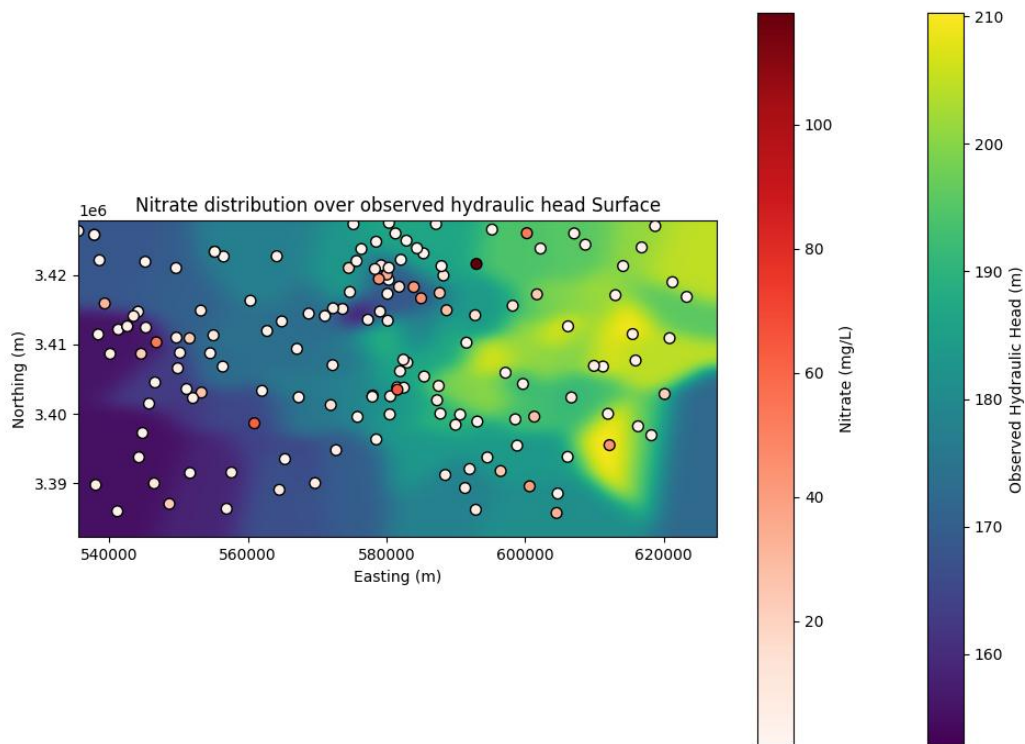 Nitrate distribution over observed hydraulic head Surface
1e6
3.42
3.41
3.40
3.39
Northing (m)
540000 560000 580000 600000 620000
Easting (m)
100
80
60
40
20
Nitrate (mg/L)
210
200
190
180
170
160
Observed Hydraulic Head (m)